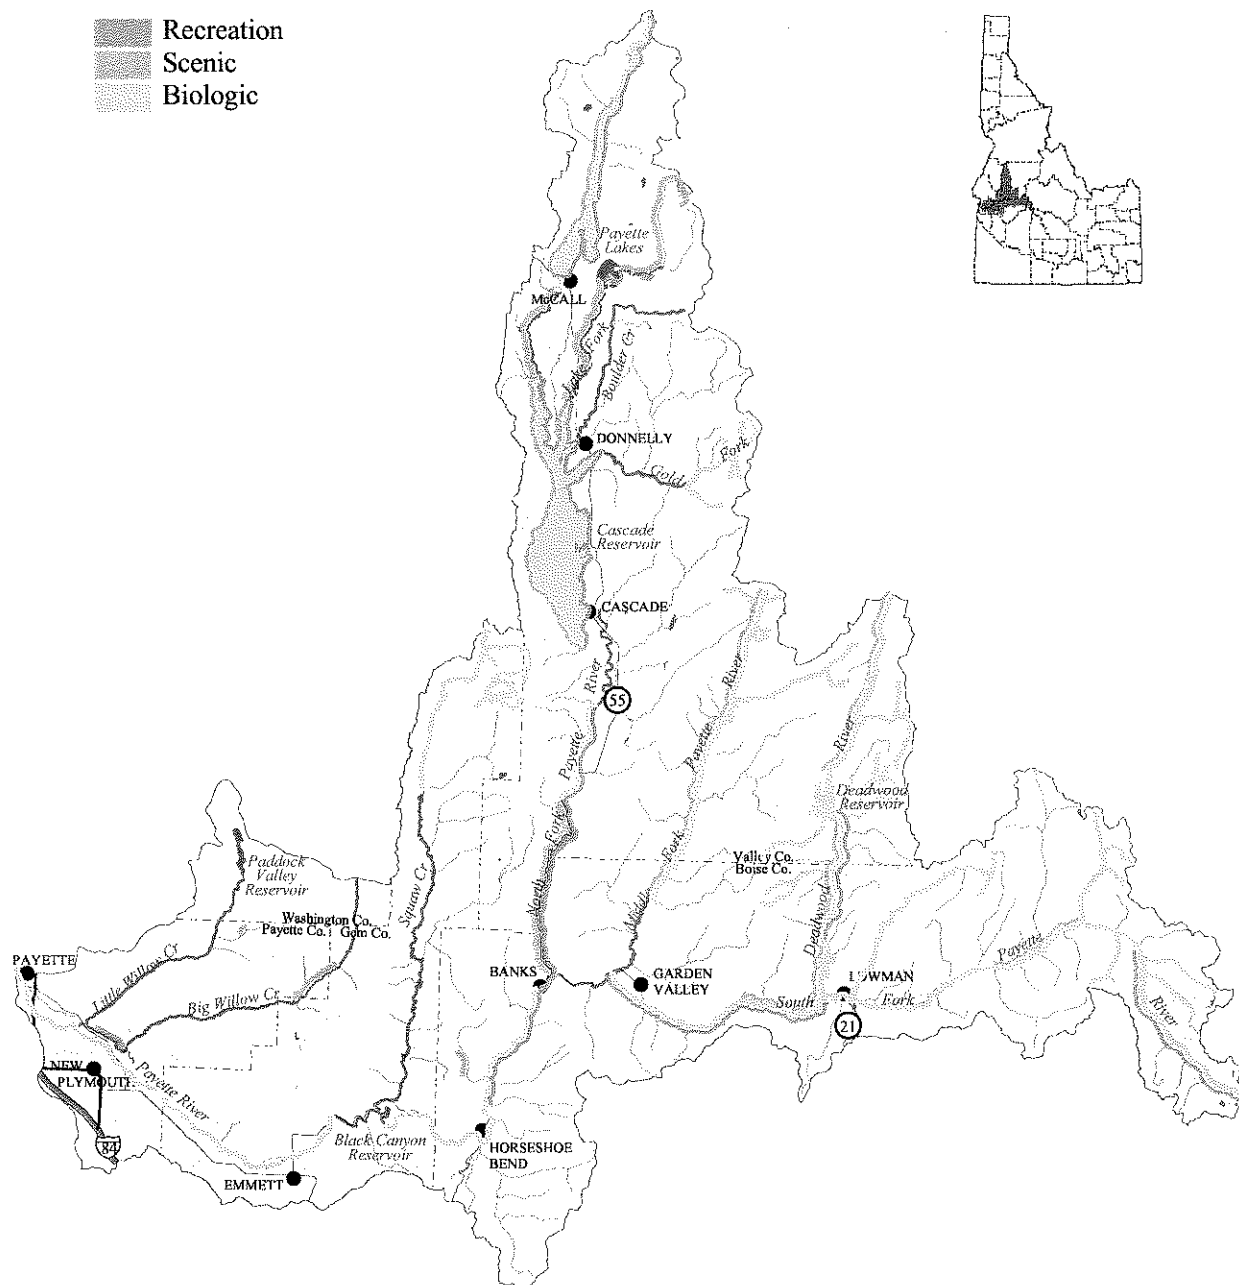 Recreation
Scenic
Biologic
Payette
Lakes
McCALL
Lake Fork
Boulder Cr
DONNELLY
Gold Fork
Cascade
Reservoir
CASCADE
River
55
Payette
Fork
North
River
Payette
Fork
Middle
River
Deadwood
Reservoir
Deadwood
Valley Co.
Boise Co.
Paddock
Valley
Reservoir
Squaw Cr
Washington Co.
Payette Co. Gem Co.
PAYETTE
Little Willow Cr
Big Willow Cr
BANKS
GARDEN
VALLEY
LOWMAN
South Fork
Payette
River
21
NEW
PLYMOUTH
Payette River
84
Black Canyon
Reservoir
HORSESHOE
BEND
EMMETT